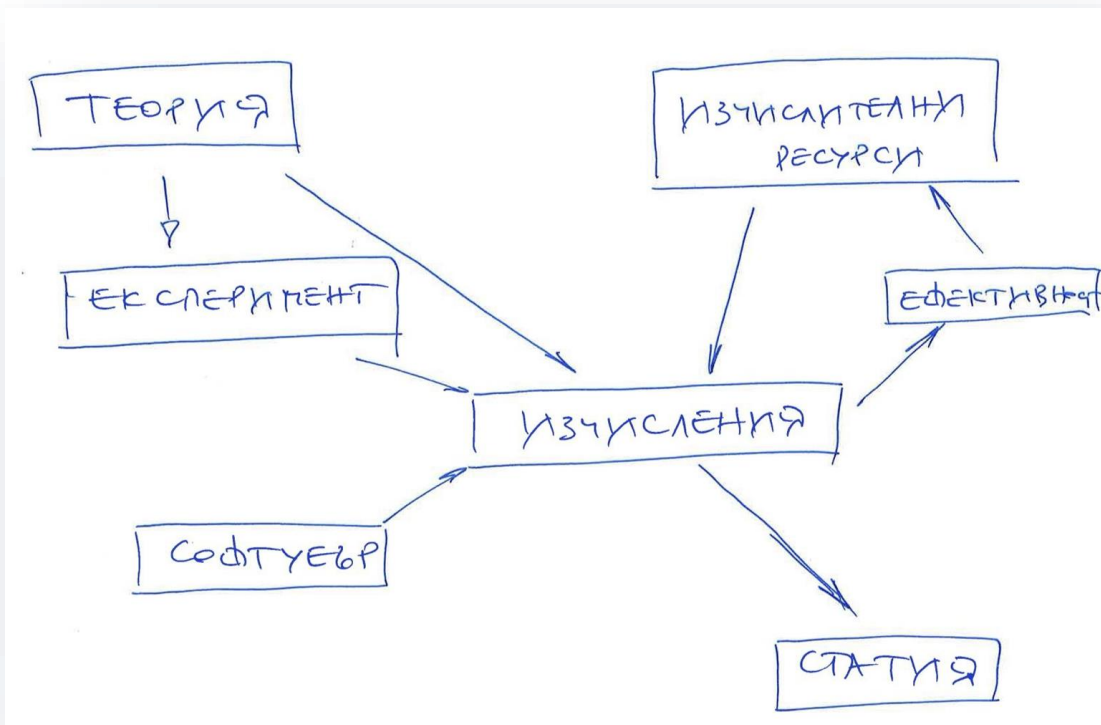 ТЕОРИЯ
ИЗЧИСЛИТЕЛНИ
РЕСУРСИ
ЕКСПЕРИМЕНТ
ЕФЕКТИВНОСТ
ИЗЧИСЛЕНИЯ
СОФТУЕЪР
СТАТИЯ